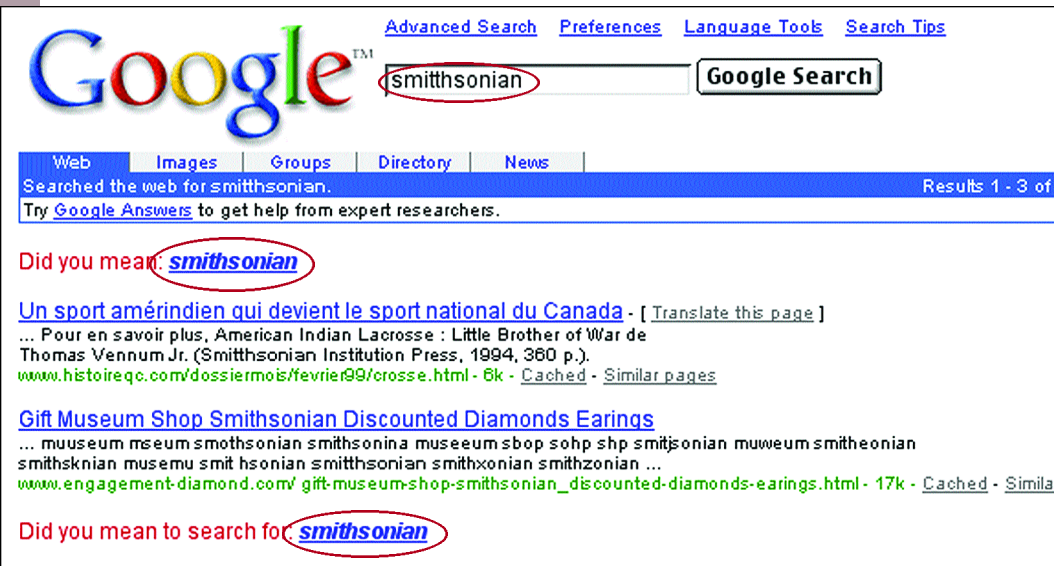 Google™
Advanced Search Preferences Language Tools Search Tips
smitthsonian Google Search
Web Images Groups Directory News
Searched the web for smitthsonian. Results 1 - 3 of
Try Google Answers to get help from expert researchers.
Did you mean: smithsonian
Un sport amérindien qui devient le sport national du Canada - [ Translate this page ]
... Pour en savoir plus, American Indian Lacrosse : Little Brother of War de
Thomas Vennum Jr. (Smitthsonian Institution Press, 1994, 360 p.).
www.histoireqc.com/dossiermois/fevrier99/crosse.html - 6k - Cached - Similar pages
Gift Museum Shop Smithsonian Discounted Diamonds Earings
... muuseum mseum smothsonian smithsonina museeum sbop sohp shp smitjsonian muweum smitheonian
smithsknian musemu smit hsonian smitthsonian smithxonian smithzonian ...
www.engagement-diamond.com/ gift-museum-shop-smithsonian_discounted-diamonds-earings.html - 17k - Cached - Simila
Did you mean to search for: smithsonian